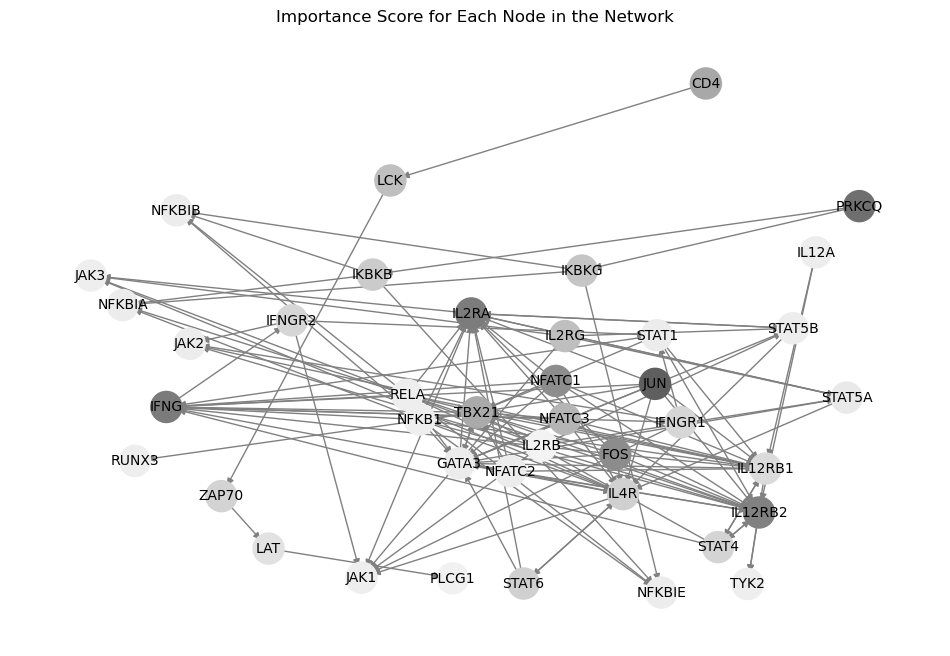 Importance Score for Each Node in the Network
CD4
LCK
PRKCQ
NFKBIB
IL12A
JAK3
IKBKB
IKBKG
NFKBIA
IL2RA
IFNGR2
STAT5B
IL2RG
STAT1
JAK2
NFATC1
JUN
RELA
STAT5A
IFNG
TBX21
NFKB1
NFATC3
IFNGR1
IL2RB
FOS
RUNX3
GATA3
IL12RB1
NFATC2
IL4R
ZAP70
IL12RB2
LAT
STAT4
JAK1
PLCG1
STAT6
TYK2
NFKBIE